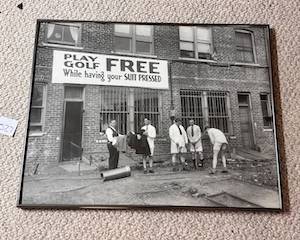 PLAY
GOLF FREE
While having your SUIT PRESSED